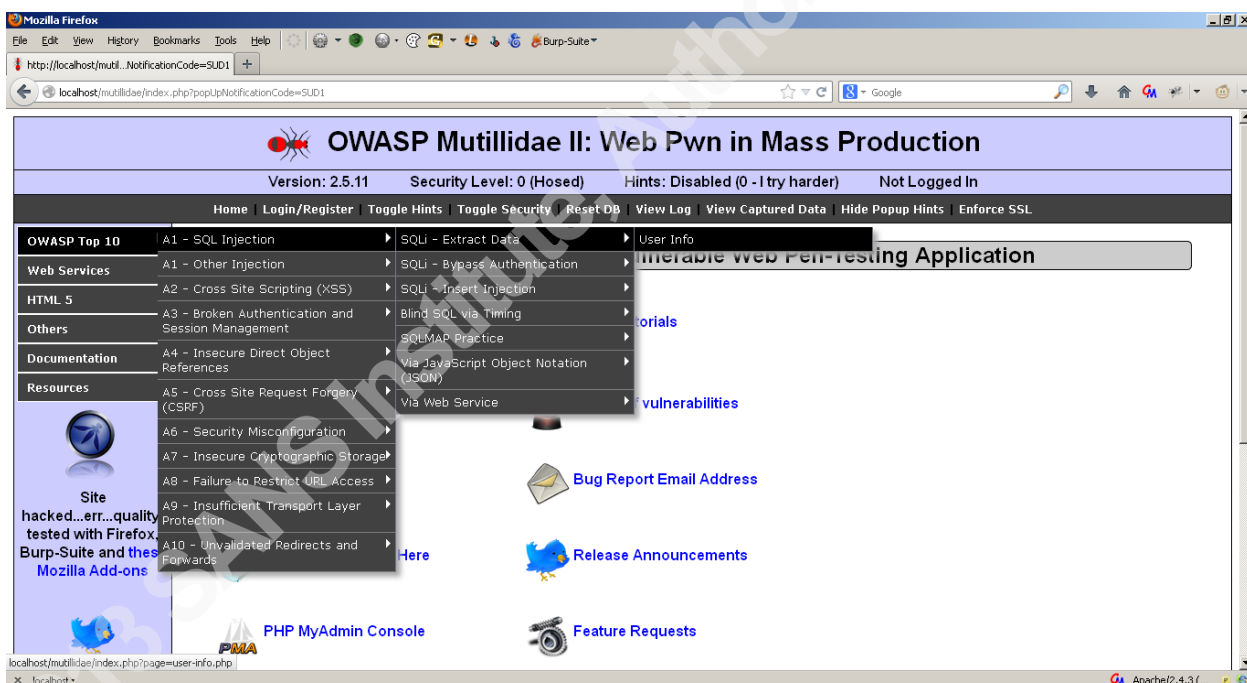 Mozilla Firefox
File Edit View History Bookmarks Tools Help Burp-Suite
http://localhost/mutil...NotificationCode=SUD1 +
localhost/mutillidae/index.php?popUpNotificationCode=SUD1
Google
OWASP Mutillidae II: Web Pwn in Mass Production
Version: 2.5.11 Security Level: 0 (Hosed) Hints: Disabled (0 - I try harder) Not Logged In
Home | Login/Register | Toggle Hints | Toggle Security | Reset DB | View Log | View Captured Data | Hide Popup Hints | Enforce SSL
OWASP Top 10
Web Services
HTML 5
Others
Documentation
Resources
A1 - SQL Injection
A1 - Other Injection
A2 - Cross Site Scripting (XSS)
A3 - Broken Authentication and
Session Management
A4 - Insecure Direct Object
References
A5 - Cross Site Request Forgery
(CSRF)
A6 - Security Misconfiguration
A7 - Insecure Cryptographic Storage
A8 - Failure to Restrict URL Access
A9 - Insufficient Transport Layer
Protection
A10 - Unvalidated Redirects and
Forwards
SQLi - Extract Data
SQLi - Bypass Authentication
SQLi - Insert Injection
Blind SQL via Timing
SQLMAP Practice
Via JavaScript Object Notation
(JSON)
Via Web Service
User Info
Web Pen-Testing Application
vulnerabilities
Bug Report Email Address
Here
Release Announcements
PHP MyAdmin Console
PMA
Feature Requests
Site
hacked...err...quality
tested with Firefox,
Burp-Suite and these
Mozilla Add-ons
localhost/mutillidae/index.php?page=user-info.php
localhost
Apache/2.4.3 (
SANS Institute,